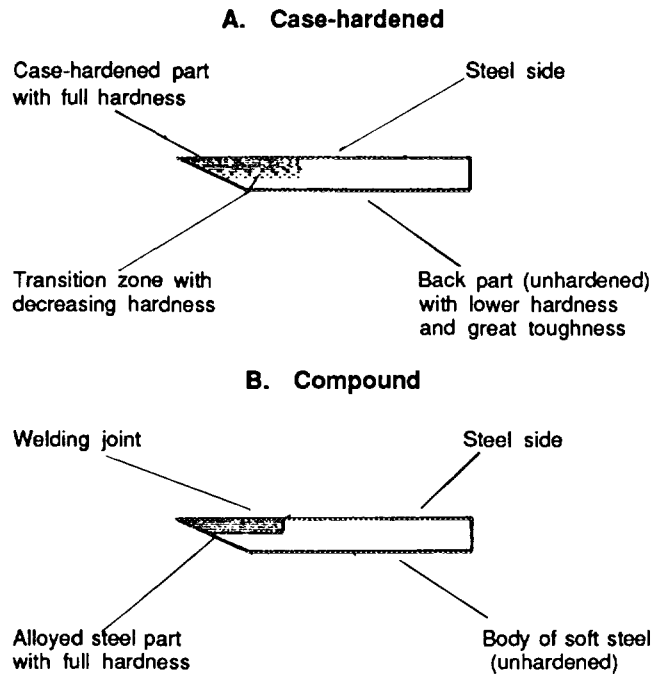 A. Case-hardened
Case-hardened part
with full hardness
Steel side
Transition zone with
decreasing hardness
Back part (unhardened)
with lower hardness
and great toughness
B. Compound
Welding joint
Steel side
Alloyed steel part
with full hardness
Body of soft steel
(unhardened)